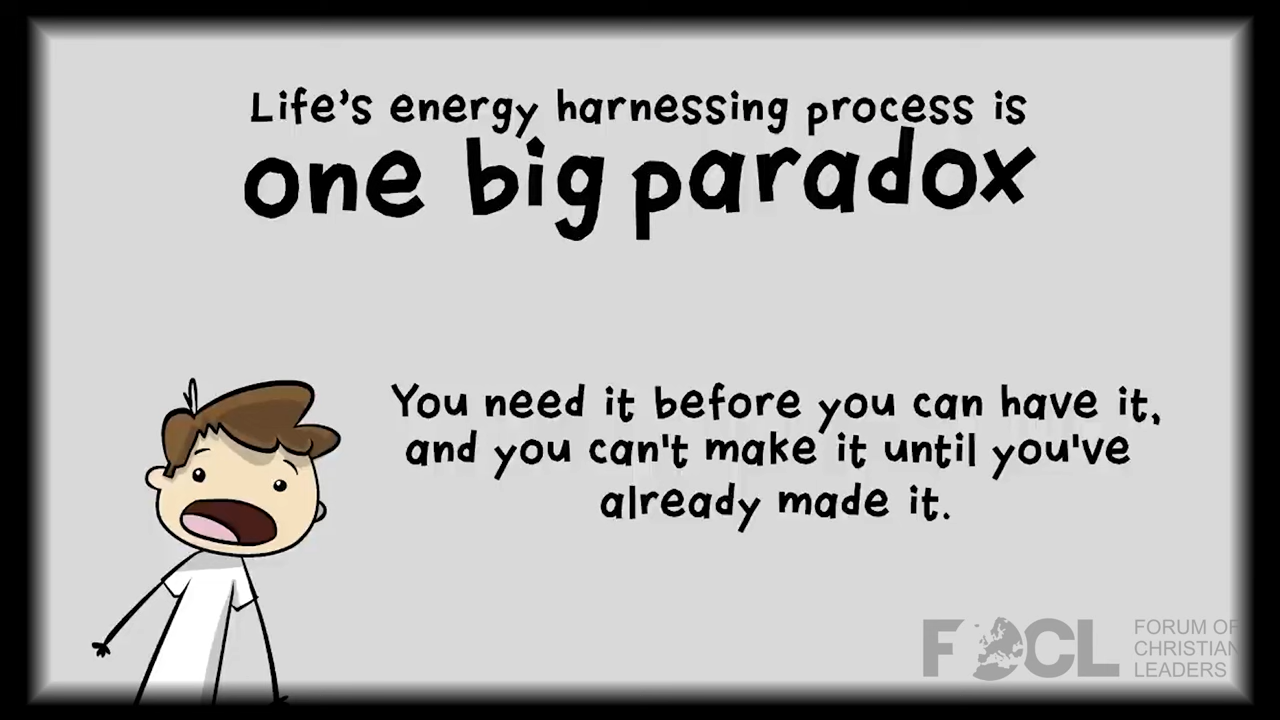 Life's energy harnessing process is
one big paradox
You need it before you can have it,
and you can't make it until you've
already made it.
FOCL
FORUM OF
CHRISTIAN
LEADERS